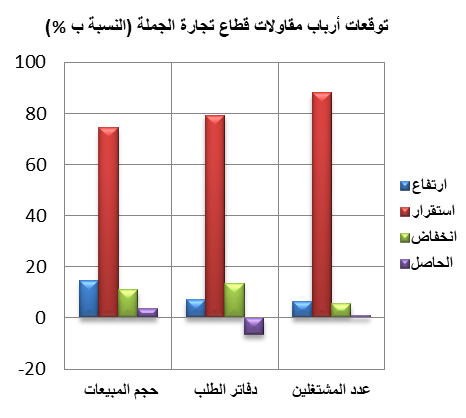 توقعات أرباب مقاولات قطاع تجارة الجملة (النسبة ب %)
100
80
60
40
20
0
-20
ارتفاع
استقرار
انخفاض
الحاصل
حجم المبيعات
دفاتر الطلب
عدد المشتغلين